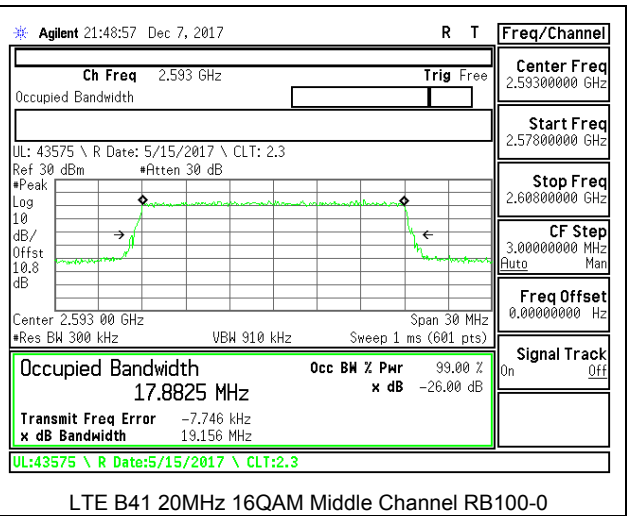 Agilent 21:48:57 Dec 7, 2017 R T
Freq/Channel
Ch Freq 2.593 GHz Trig Free
Occupied Bandwidth
Center Freq
2.59300000 GHz
Start Freq
2.57800000 GHz
Stop Freq
2.60800000 GHz
CF Step
3.00000000 MHz
Auto Man
Freq Offset
0.00000000 Hz
Signal Track
On Off
UL: 43575 \ R Date: 5/15/2017 \ CLT: 2.3
Ref 30 dBm #Atten 30 dB
#Peak
Log
10
dB/
Offst
10.8
dB
Center 2.593 00 GHz Span 30 MHz
#Res BW 300 kHz VBW 910 kHz Sweep 1 ms (601 pts)
Occupied Bandwidth Occ BW % Pwr 99.00 %
17.8825 MHz x dB -26.00 dB
Transmit Freq Error -7.746 kHz
x dB Bandwidth 19.156 MHz
UL:43575 \ R Date:5/15/2017 \ CLT:2.3
LTE B41 20MHz 16QAM Middle Channel RB100-0